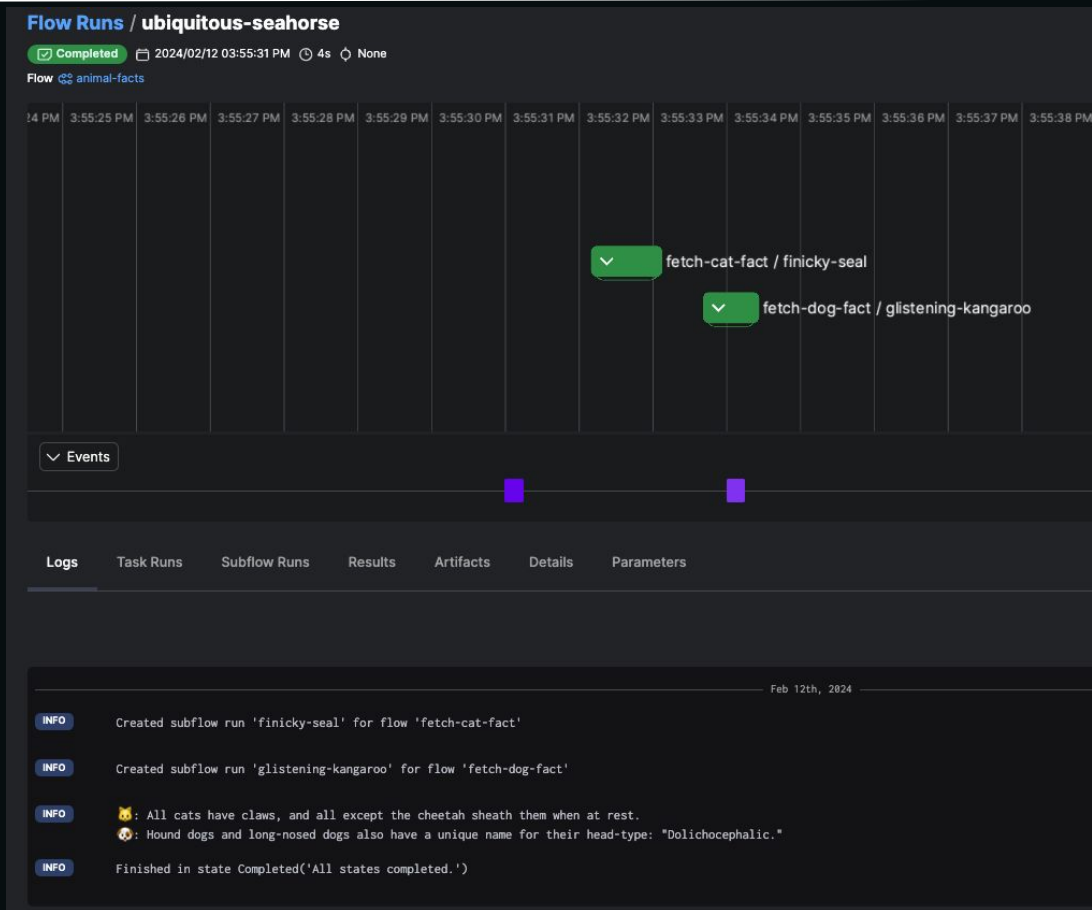 Flow Runs / ubiquitous-seahorse
Completed 2024/02/12 03:55:31 PM 4s None
Flow animal-facts
24 PM 3:55:25 PM 3:55:26 PM 3:55:27 PM 3:55:28 PM 3:55:29 PM 3:55:30 PM 3:55:31 PM 3:55:32 PM 3:55:33 PM 3:55:34 PM 3:55:35 PM 3:55:36 PM 3:55:37 PM 3:55:38 PM
fetch-cat-fact / finicky-seal
fetch-dog-fact / glistening-kangaroo
Events
Logs Task Runs Subflow Runs Results Artifacts Details Parameters
Feb 12th, 2024
INFO Created subflow run 'finicky-seal' for flow 'fetch-cat-fact'
INFO Created subflow run 'glistening-kangaroo' for flow 'fetch-dog-fact'
INFO 🐱: All cats have claws, and all except the cheetah sheath them when at rest.
🐶: Hound dogs and long-nosed dogs also have a unique name for their head-type: "Dolichocephalic."
INFO Finished in state Completed('All states completed.')